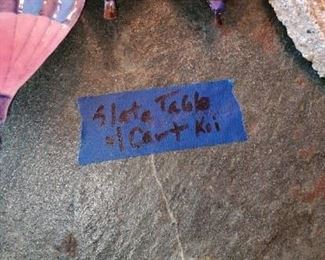 Slate Table
w/ Cart Koi